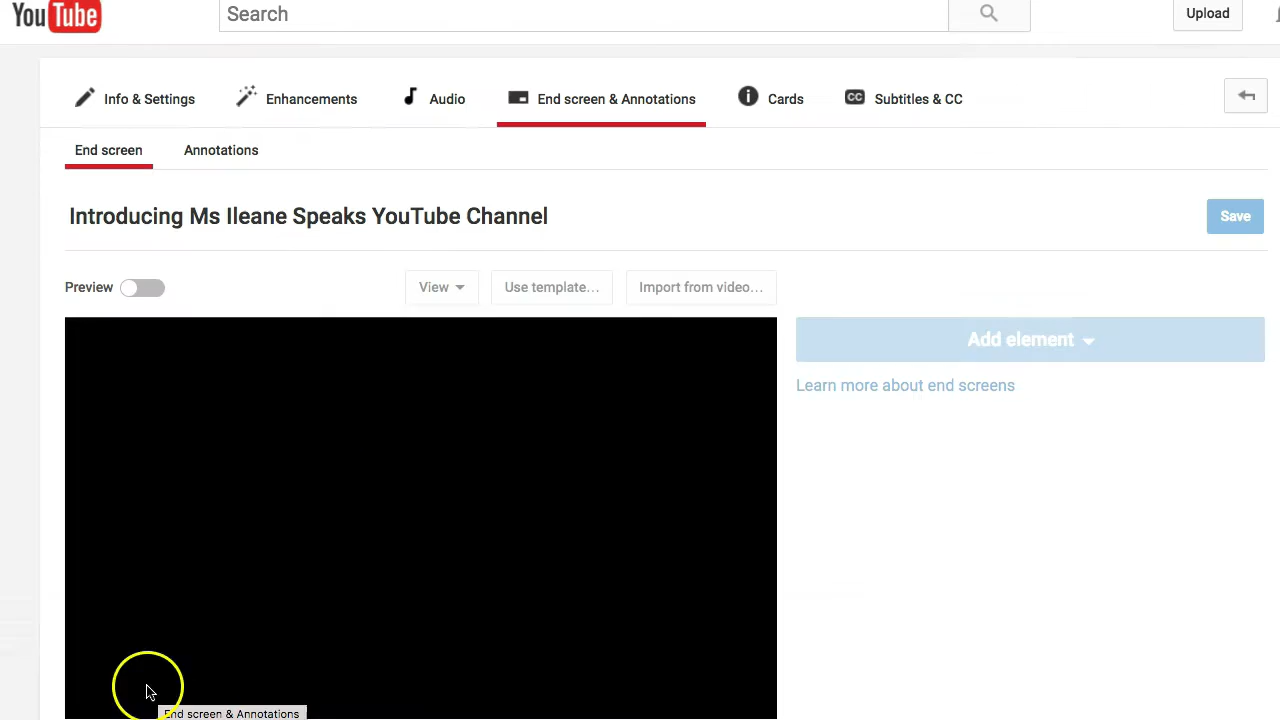 YouTube
Search
Upload
Info & Settings
Enhancements
Audio
End screen & Annotations
Cards
CC
Subtitles & CC
End screen
Annotations
Introducing Ms Ileane Speaks YouTube Channel
Save
Preview
View
Use template...
Import from video...
Add element
Learn more about end screens
End screen & Annotations